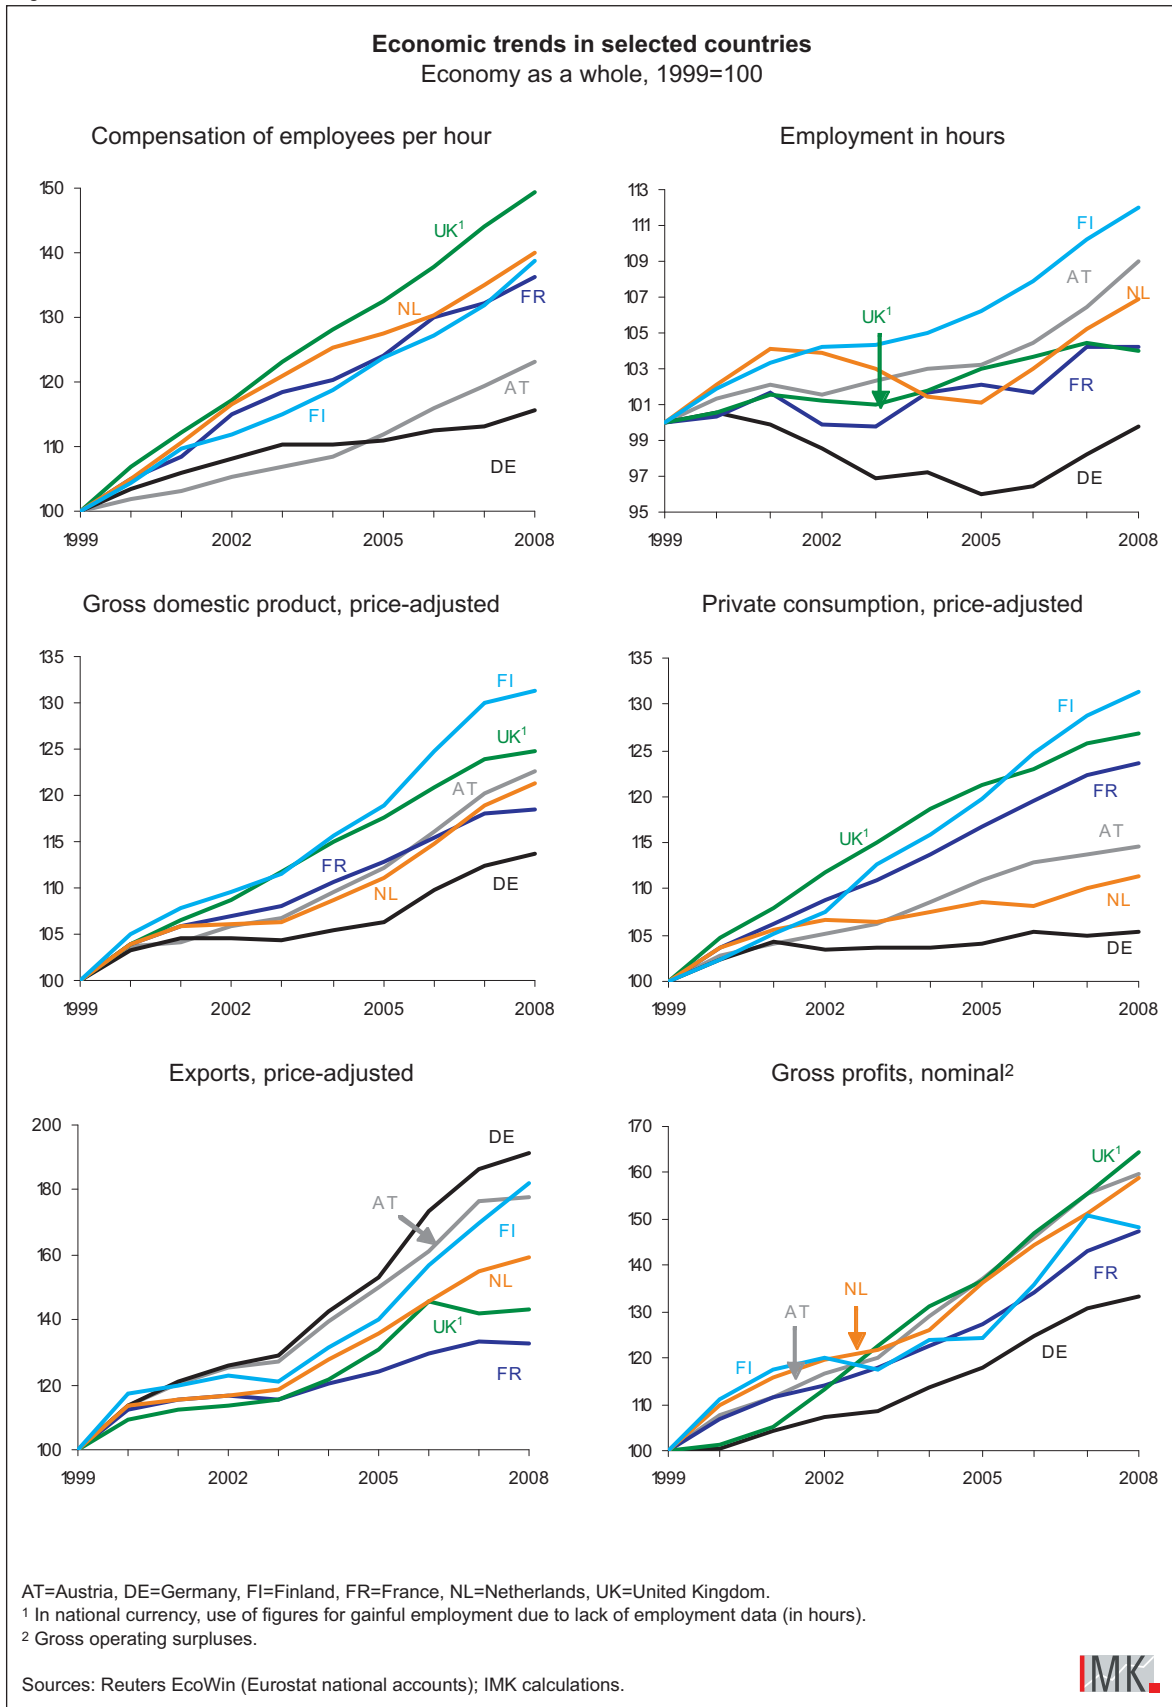 Economic trends in selected countries
Economy as a whole, 1999=100
Compensation of employees per hour
150
140
130
120
110
100
1999
2002
2005
2008
UK¹
NL
FR
FI
AT
DE
Employment in hours
113
111
109
107
105
103
101
99
97
95
1999
2002
2005
2008
FI
AT
NL
UK¹
FR
DE
Gross domestic product, price-adjusted
135
130
125
120
115
110
105
100
1999
2002
2005
2008
FI
UK¹
AT
FR
NL
DE
Private consumption, price-adjusted
135
130
125
120
115
110
105
100
1999
2002
2005
2008
FI
FR
UK¹
AT
NL
DE
Exports, price-adjusted
200
180
160
140
120
100
1999
2002
2005
2008
DE
AT
FI
NL
UK¹
FR
Gross profits, nominal²
170
160
150
140
130
120
110
100
1999
2002
2005
2008
UK¹
FR
NL
AT
FI
DE
AT=Austria, DE=Germany, FI=Finland, FR=France, NL=Netherlands, UK=United Kingdom.
¹ In national currency, use of figures for gainful employment due to lack of employment data (in hours).
² Gross operating surpluses.
Sources: Reuters EcoWin (Eurostat national accounts); IMK calculations.
IMK